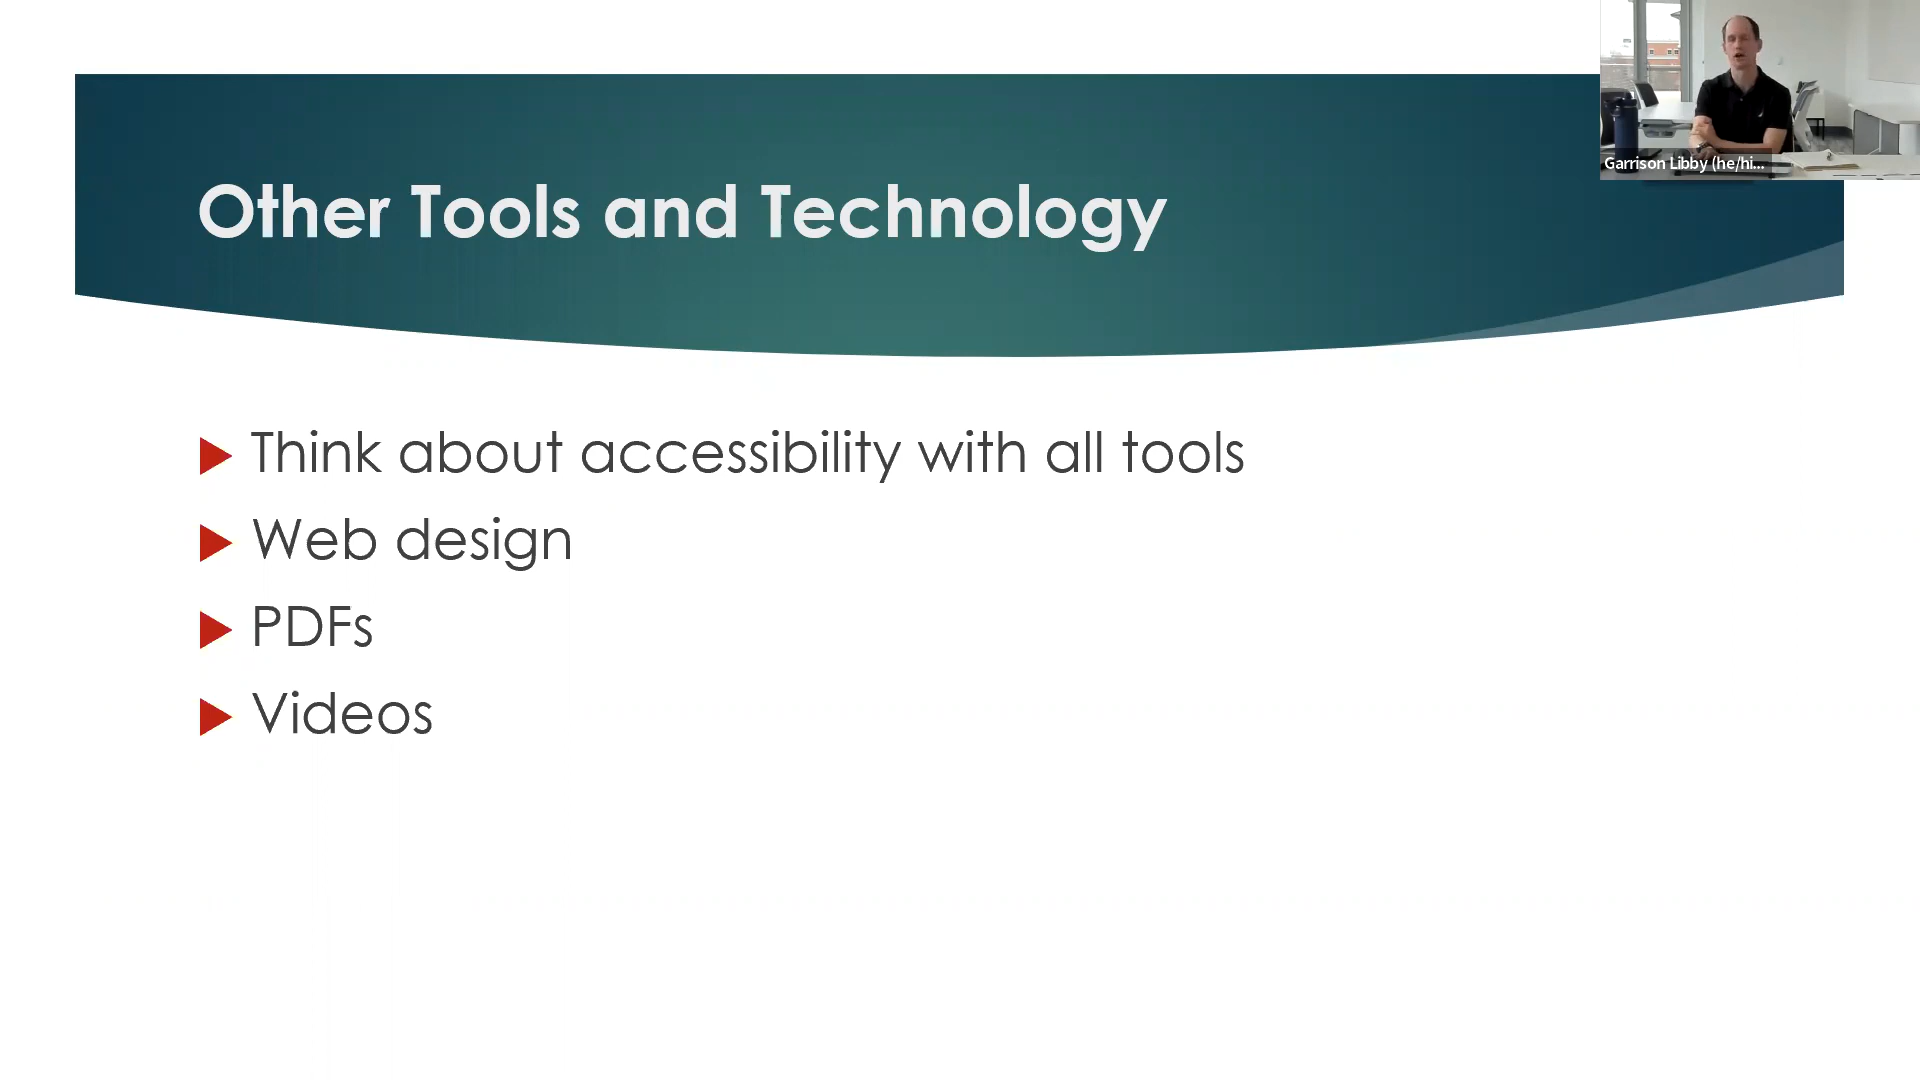 Garrison Libby (he/hi...
Other Tools and Technology
Think about accessibility with all tools
Web design
PDFs
Videos